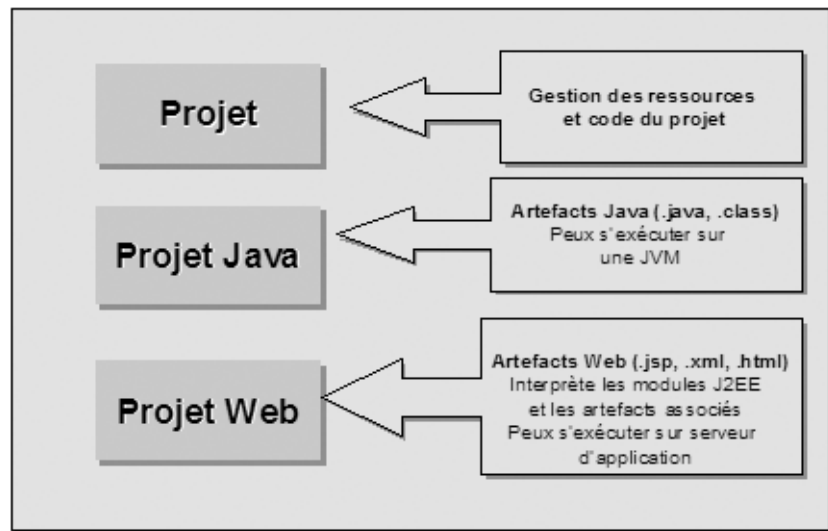 Projet
Gestion des ressources
et code du projet
Projet Java
Artefacts Java (.java, .class)
Peux s'exécuter sur
une JVM
Projet Web
Artefacts Web (.jsp, .xml, .html)
Interprète les modules J2EE
et les artefacts associés
Peux s'exécuter sur serveur
d'application